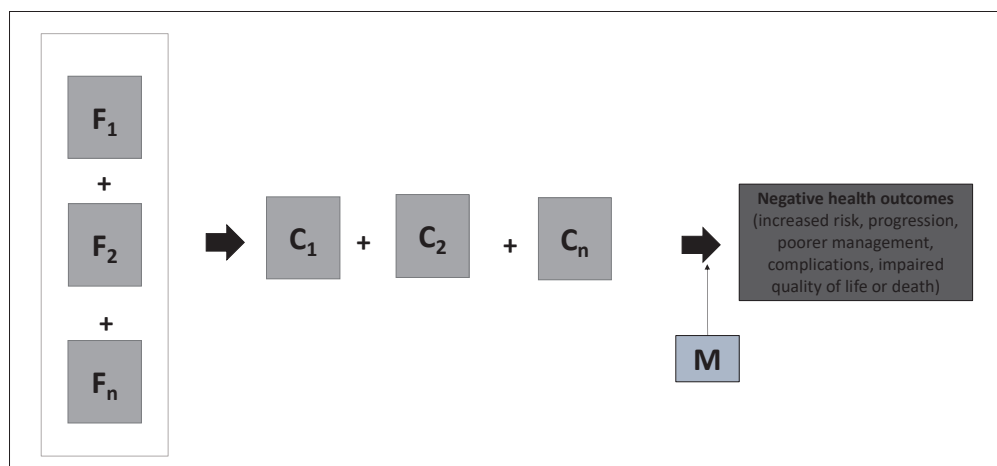 F₁
+
F₂
+
Fₙ
C₁ + C₂ + Cₙ
Negative health outcomes
(increased risk, progression,
poorer management,
complications, impaired
quality of life or death)
M